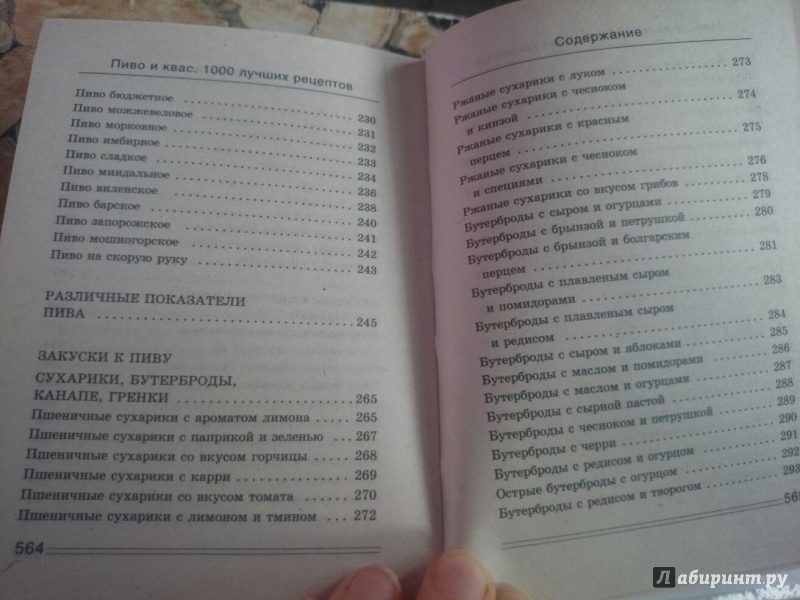 Пиво и квас. 1000 лучших рецептов
Пиво бюджетное ........ 230
Пиво можжевеловое ........ 231
Пиво морковное ........ 232
Пиво имбирное ........ 233
Пиво сладкое ........ 234
Пиво миндальное ........ 236
Пиво виленское ........ 238
Пиво барское ........ 240
Пиво запорожское ........ 241
Пиво мошногорское ........ 242
Пиво на скорую руку ........ 243
РАЗЛИЧНЫЕ ПОКАЗАТЕЛИ
ПИВА ........ 245
ЗАКУСКИ К ПИВУ
СУХАРИКИ, БУТЕРБРОДЫ,
КАНАПЕ, ГРЕНКИ ........ 265
Пшеничные сухарики с ароматом лимона .... 265
Пшеничные сухарики с паприкой и зеленью ... 267
Пшеничные сухарики со вкусом горчицы .... 268
Пшеничные сухарики с карри ........ 269
Пшеничные сухарики со вкусом томата ..... 270
Пшеничные сухарики с лимоном и тмином ... 272
564
Содержание
Ржаные сухарики с луком ........ 273
Ржаные сухарики с чесноком
и кинзой ........ 274
Ржаные сухарики с красным
перцем ........ 275
Ржаные сухарики с чесноком
и специями ........ 276
Ржаные сухарики со вкусом грибов ........ 278
Бутерброды с сыром и огурцами ........ 279
Бутерброды с брынзой и петрушкой ........ 280
Бутерброды с брынзой и болгарским
перцем ........ 281
Бутерброды с плавленым сыром
и помидорами ........ 283
Бутерброды с плавленым сыром
и редисом ........ 284
Бутерброды с сыром и яблоками ........ 285
Бутерброды с маслом и помидорами ........ 286
Бутерброды с маслом и огурцами ........ 287
Бутерброды с сырной пастой ........ 288
Бутерброды с чесноком и петрушкой ........ 289
Бутерброды с черри ........ 290
Бутерброды с редисом и огурцом ........ 291
Острые бутерброды с огурцом ........ 292
Бутерброды с редисом и творогом ........ 293
565
Лабиринт.ру